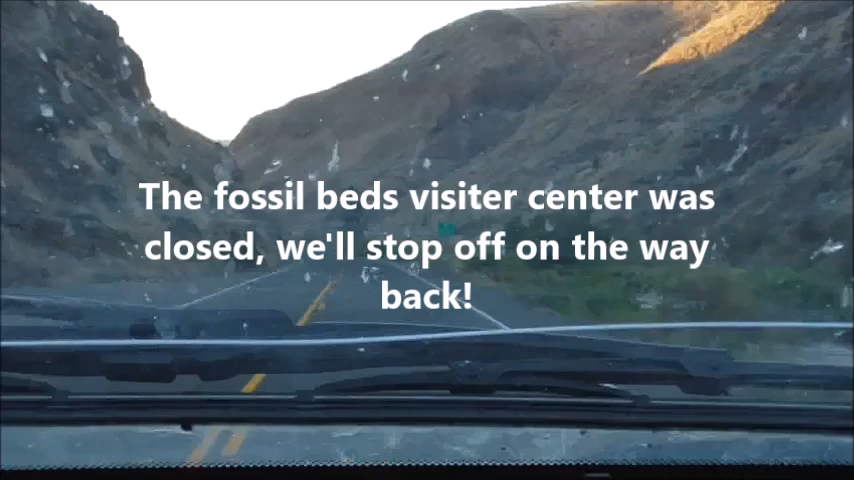 The fossil beds visiter center was
closed, we'll stop off on the way
back!